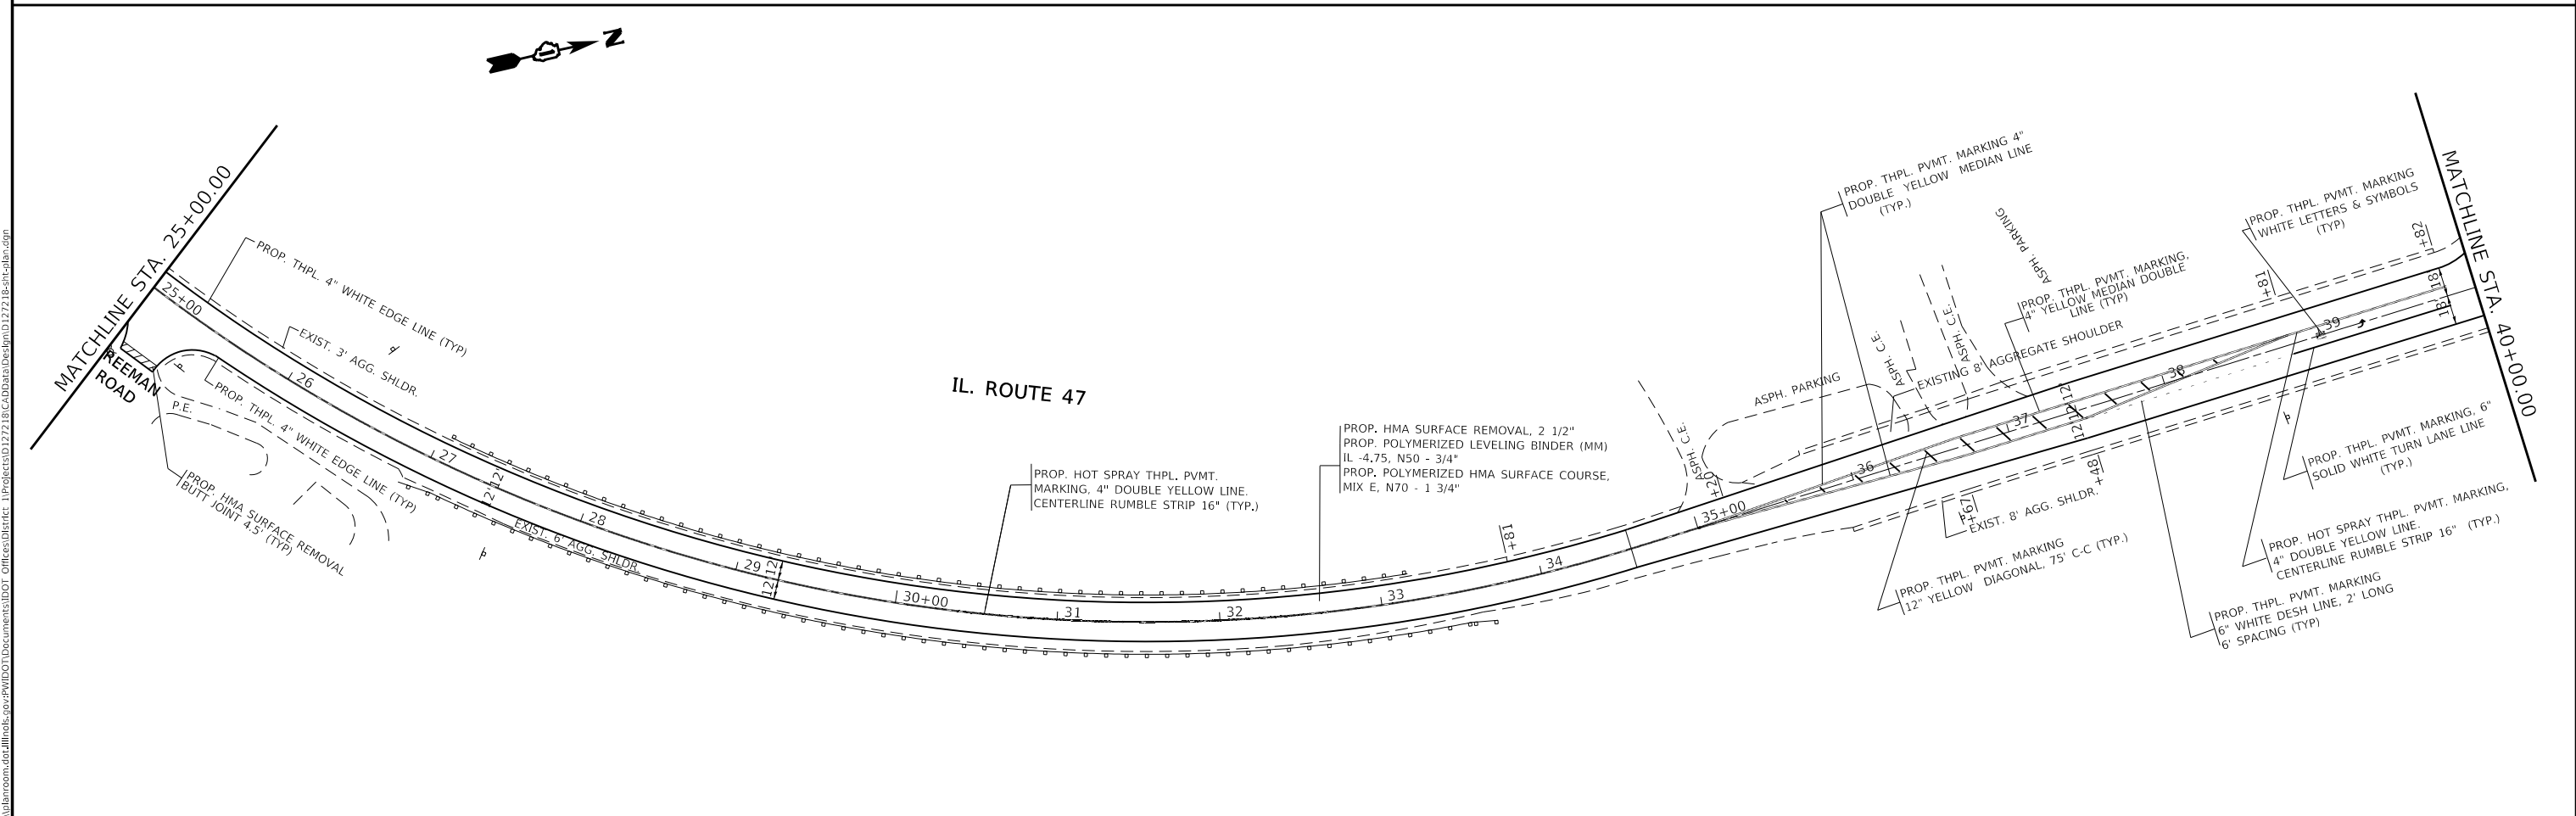 N
MATCHLINE STA. 25+00.00
REEMAN
ROAD
25+00
PROP. THPL. 4" WHITE EDGE LINE (TYP)
EXIST. 3' AGG. SHLDR.
26
PROP. THPL. 4" WHITE EDGE LINE (TYP)
P.E.
PROP. HMA SURFACE REMOVAL
BUTT JOINT 4.5' (TYP)
27
EXIST. 6' AGG. SHLDR.
28
29
12'
12'
30+00
IL. ROUTE 47
PROP. HOT SPRAY THPL. PVMT.
MARKING, 4" DOUBLE YELLOW LINE.
CENTERLINE RUMBLE STRIP 16" (TYP.)
31
32
33
PROP. HMA SURFACE REMOVAL, 2 1/2"
PROP. POLYMERIZED LEVELING BINDER (MM)
IL -4.75, N50 - 3/4"
PROP. POLYMERIZED HMA SURFACE COURSE,
MIX E, N70 - 1 3/4"
+81
34
ASPH. C.E.
+20
35+00
ASPH. PARKING
36
PROP. THPL. PVMT. MARKING 4"
DOUBLE YELLOW MEDIAN LINE
(TYP.)
ASPH. C.E.
ASPH. C.E.
ASPH. PARKING
EXISTING 8' AGGREGATE SHOULDER
PROP. THPL. PVMT. MARKING,
4" YELLOW MEDIAN DOUBLE
LINE (TYP)
37
12'
12'
12'
38
+67
EXIST. 8' AGG. SHLDR.
+48
PROP. THPL. PVMT. MARKING
12" YELLOW DIAGONAL, 75' C-C (TYP.)
+81
PROP. THPL. PVMT. MARKING
WHITE LETTERS & SYMBOLS
(TYP)
39
+82
18'
18'
MATCHLINE STA. 40+00.00
PROP. THPL. PVMT. MARKING, 6"
SOLID WHITE TURN LANE LINE
(TYP.)
PROP. HOT SPRAY THPL. PVMT. MARKING,
4" DOUBLE YELLOW LINE.
CENTERLINE RUMBLE STRIP 16" (TYP.)
PROP. THPL. PVMT. MARKING
6" WHITE DESH LINE, 2' LONG
6' SPACING (TYP)